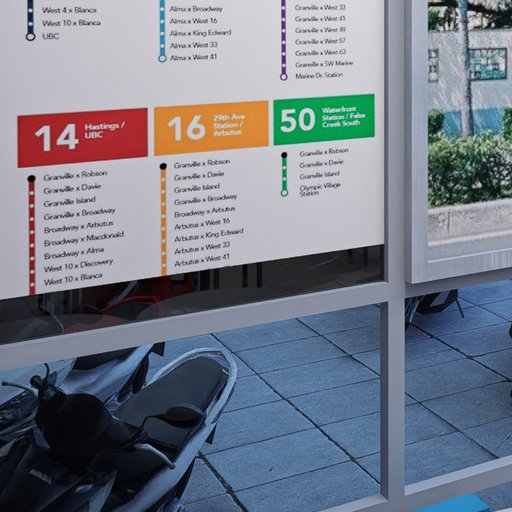 West 4 x Blanca
West 10 x Blanca
UBC
Alma x Broadway
Alma x West 16
Alma x King Edward
Alma x West 33
Alma x West 41
Granville x West 33
Granville x West 41
Granville x West 49
Granville x West 57
Granville x West 63
Granville x SW Marine
Marine Dr. Station
14
Hastings /
UBC
Granville x Robson
Granville x Davie
Granville Island
Granville x Broadway
Broadway x Arbutus
Broadway x Macdonald
Broadway x Alma
West 10 x Discovery
West 10 x Blanca
16
29th Ave
Station /
Arbutus
Granville x Robson
Granville x Davie
Granville Island
Granville x Broadway
Broadway x Arbutus
Arbutus x West 16
Arbutus x King Edward
Arbutus x West 33
Arbutus x West 41
50
Waterfront
Station / False
Creek South
Granville x Robson
Granville x Davie
Granville Island
Olympic Village
Station